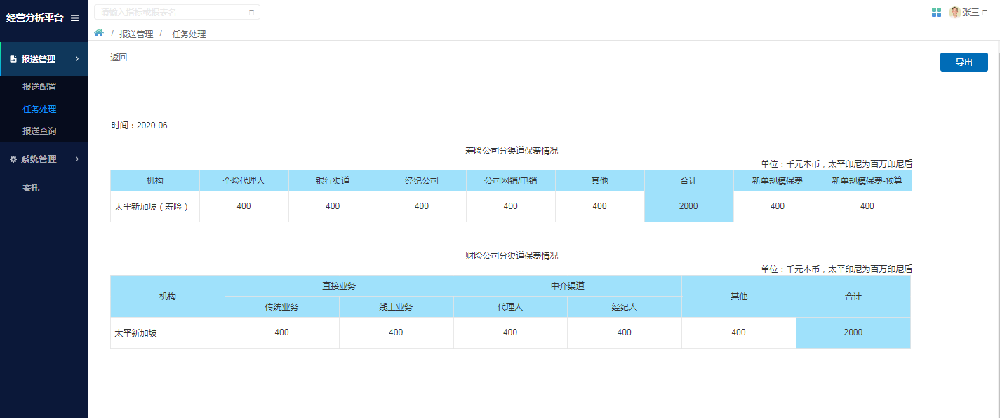 经营分析平台
请输入指标或报表名
张三
报送管理
报送配置
任务处理
报送查询
系统管理
委托
/ 报送管理 / 任务处理
返回
导出
时间：2020-06
寿险公司分渠道保费情况
单位：千元本币，太平印尼为百万印尼盾
机构 个险代理人 银行渠道 经纪公司 公司网销/电销 其他 合计 新单规模保费 新单规模保费-预算
太平新加坡（寿险） 400 400 400 400 400 2000 400 400
财险公司分渠道保费情况
单位：千元本币，太平印尼为百万印尼盾
机构 直接业务 中介渠道 其他 合计
传统业务 线上业务 代理人 经纪人
太平新加坡 400 400 400 400 400 2000